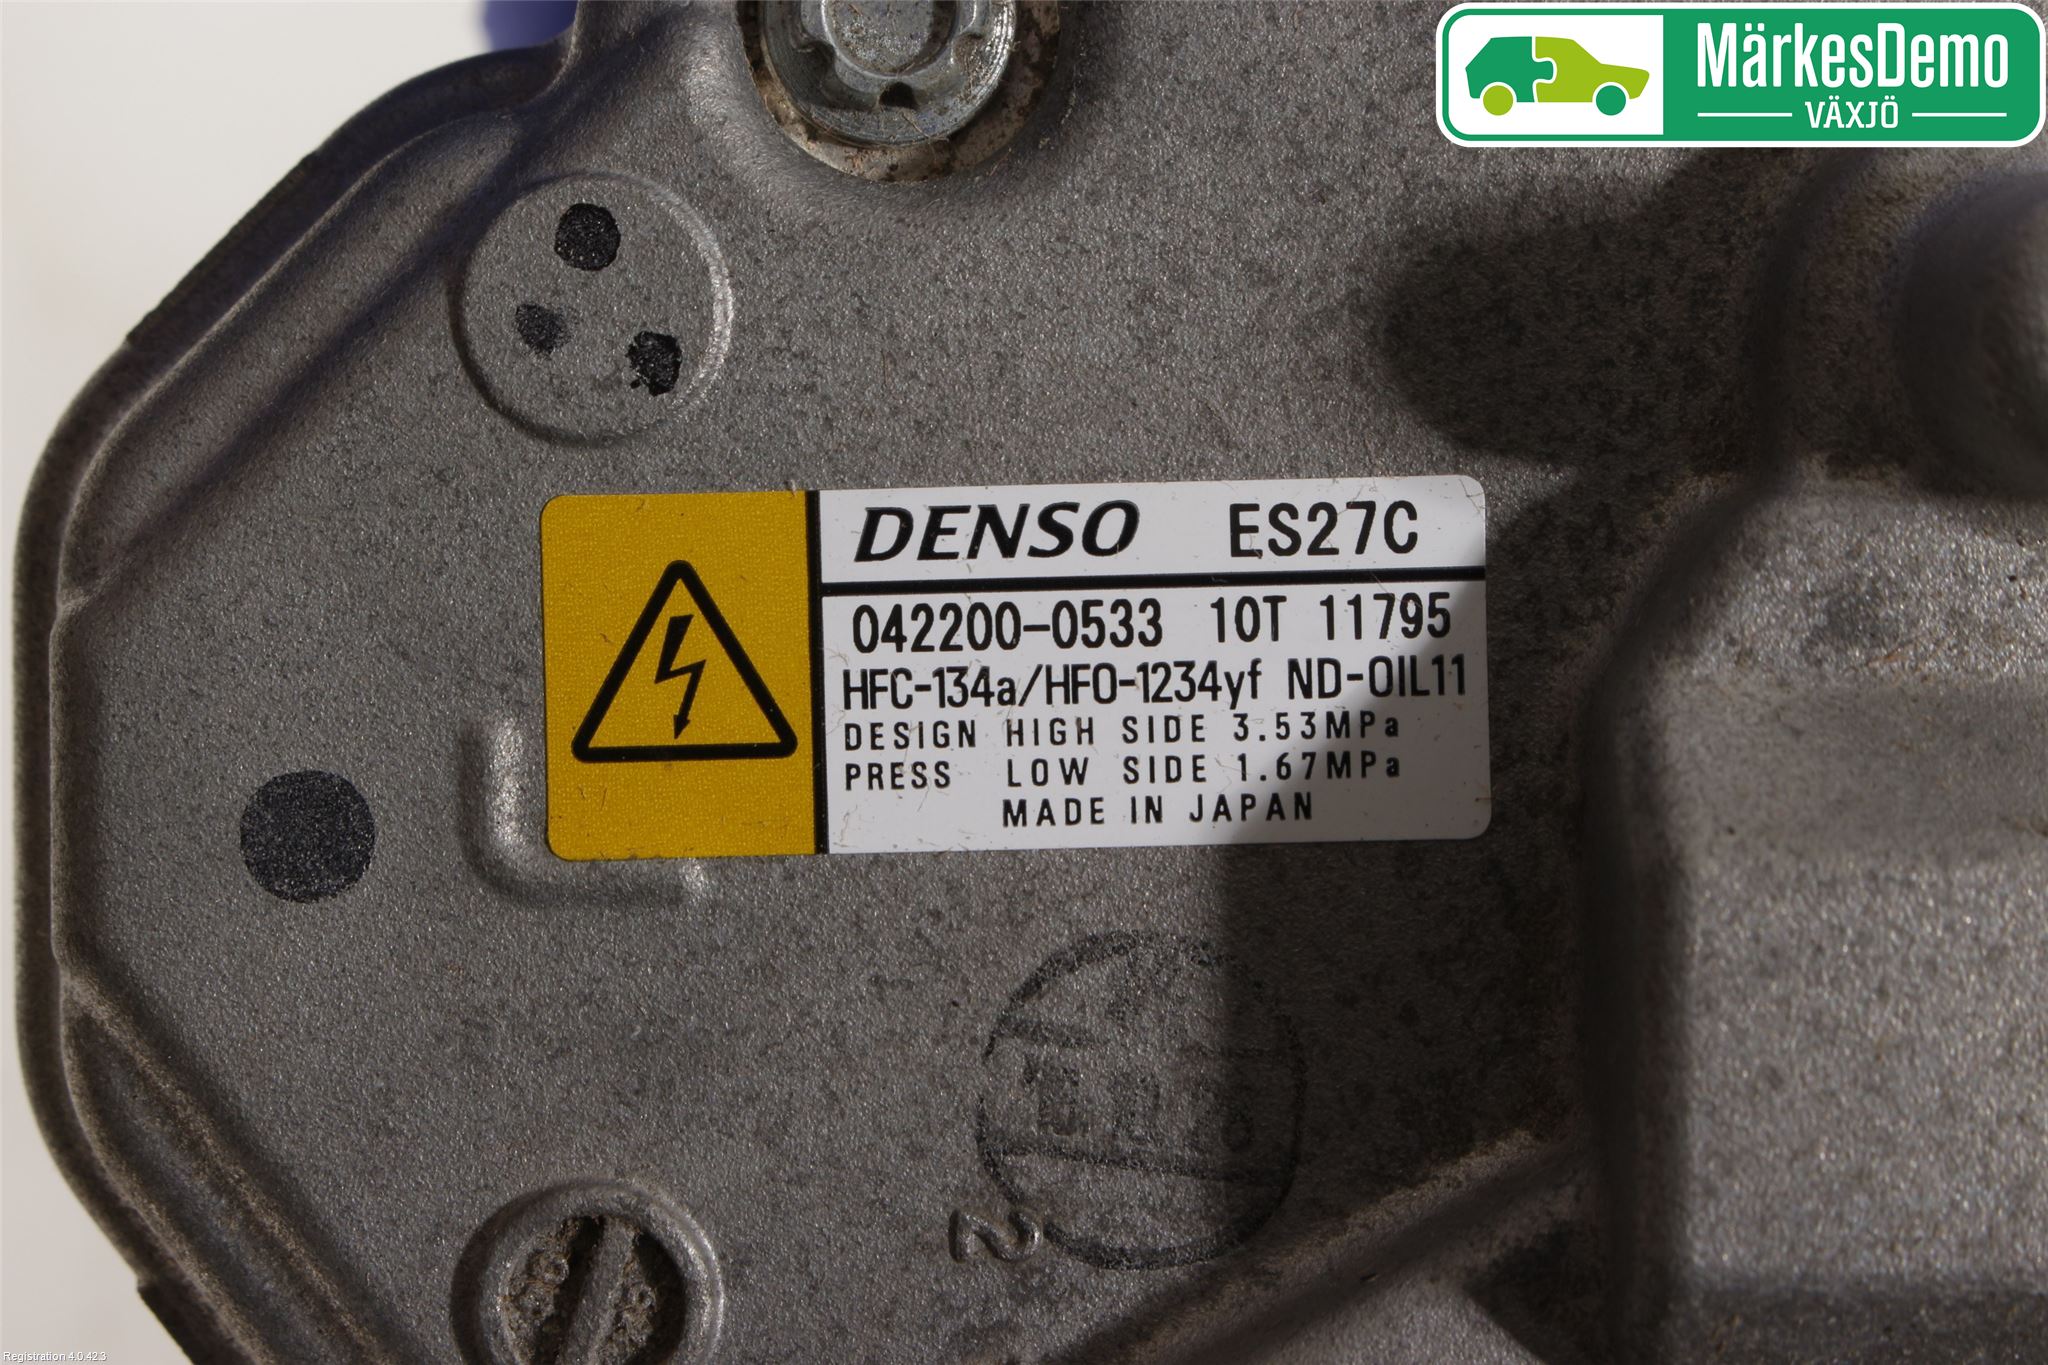 MärkesDemo
VÄXJÖ
DENSO ES27C
042200-0533 10T 11795
HFC-134a/HFO-1234yf ND-OIL11
DESIGN HIGH SIDE 3.53MPa
PRESS LOW SIDE 1.67MPa
MADE IN JAPAN
2
Registration 4.0.42.3